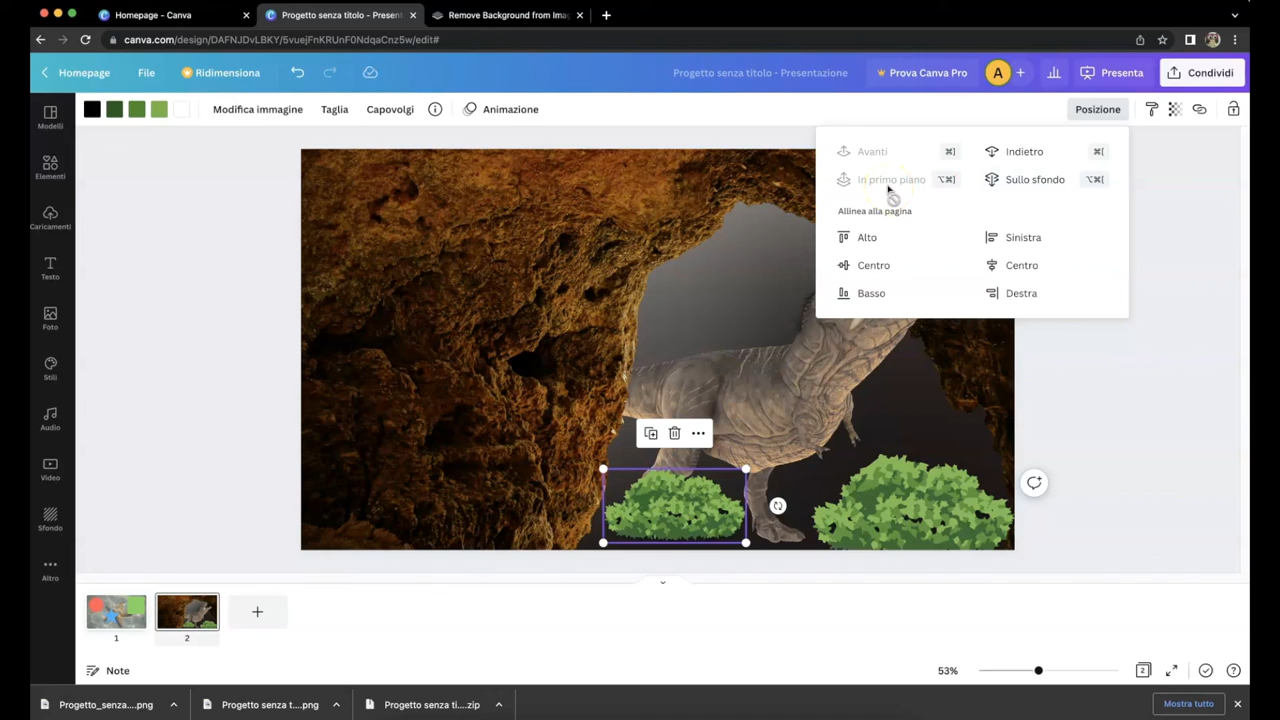 Homepage - Canva
Progetto senza titolo - Present
Remove Background from Ima
canva.com/design/DAFNJDvLBKY/5vuejFnKRUnF0NdqaCnz5w/edit#
Homepage
File
Ridimensiona
Progetto senza titolo - Presentazione
Prova Canva Pro
A
Presenta
Condividi
Modifica immagine
Taglia
Capovolgi
Animazione
Posizione
Modelli
Elementi
Caricamenti
Testo
Foto
Stili
Audio
Video
Sfondo
Altro
Avanti ⌘]
Indietro ⌘[
In primo piano ⌥⌘]
Sullo sfondo ⌥⌘[
Allinea alla pagina
Alto
Sinistra
Centro
Centro
Basso
Destra
1
2
Note
53%
2
Progetto_senza....png
Progetto senza t....png
Progetto senza ti....zip
Mostra tutto